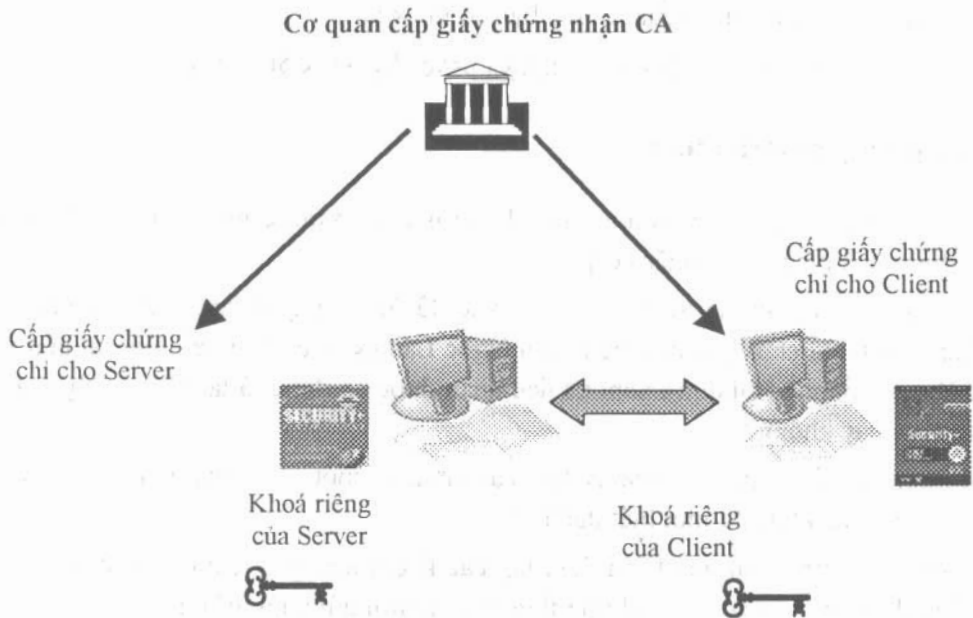 Cơ quan cấp giấy chứng nhận CA
Cấp giấy chứng
chỉ cho Client
Cấp giấy chứng
chỉ cho Server
SECURITY
Security
Khoá riêng
của Server
Khoá riêng
của Client